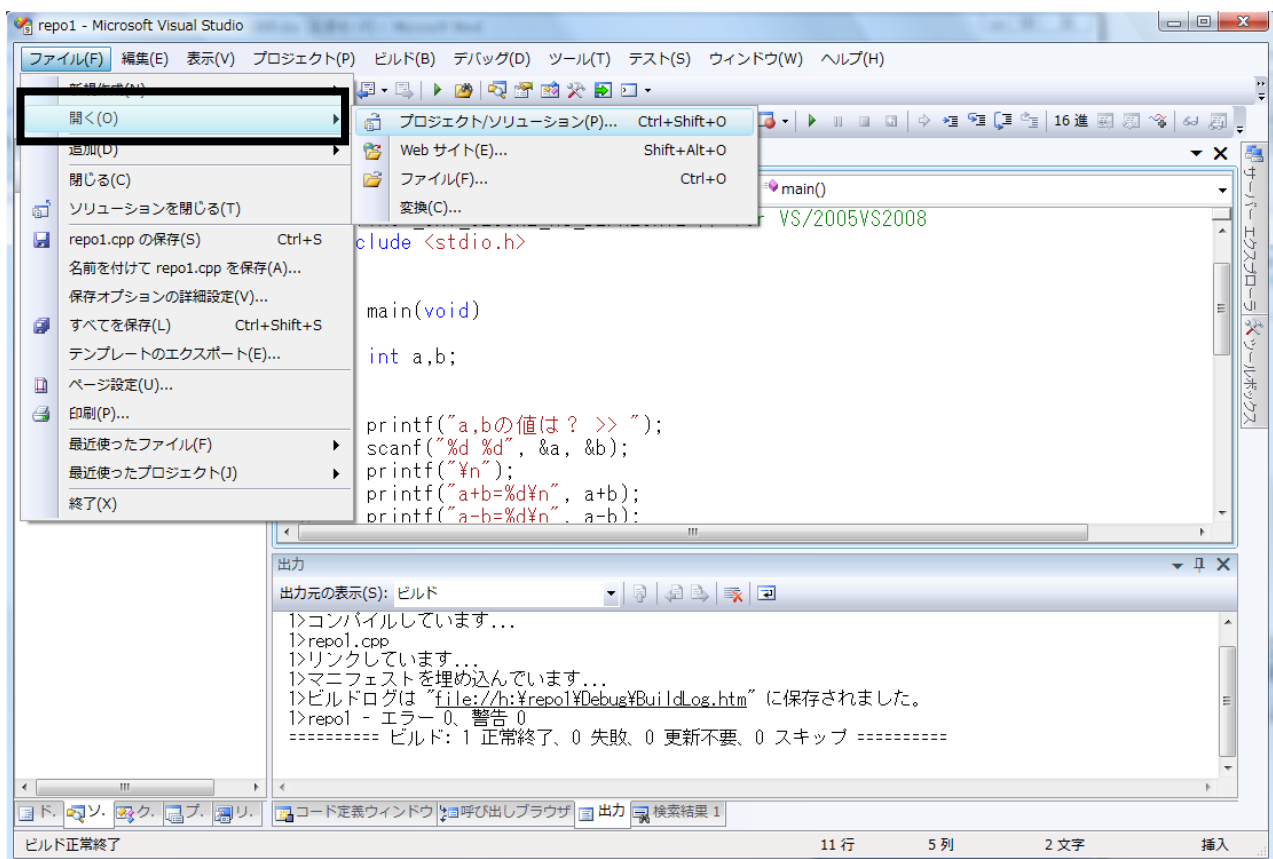 repo1 - Microsoft Visual Studio
ファイル(F) 編集(E) 表示(V) プロジェクト(P) ビルド(B) デバッグ(D) ツール(T) テスト(S) ウィンドウ(W) ヘルプ(H)
開く(O)
追加(D)
閉じる(C)
ソリューションを閉じる(T)
repo1.cpp の保存(S) Ctrl+S
名前を付けて repo1.cpp を保存(A)...
保存オプションの詳細設定(V)...
すべてを保存(L) Ctrl+Shift+S
テンプレートのエクスポート(E)...
ページ設定(U)...
印刷(P)...
最近使ったファイル(F)
最近使ったプロジェクト(J)
終了(X)
プロジェクト/ソリューション(P)... Ctrl+Shift+O
Web サイト(E)... Shift+Alt+O
ファイル(F)... Ctrl+O
変換(C)...
16 進
main()
VS/2005VS2008
clude <stdio.h>
main(void)
int a,b;
printf("a,bの値は? >> ");
scanf("%d %d", &a, &b);
printf("¥n");
printf("a+b=%d¥n", a+b);
printf("a-b=%d¥n", a-b);
サーバー エクスプローラ
ツールボックス
出力
出力元の表示(S): ビルド
1>コンパイルしています...
1>repo1.cpp
1>リンクしています...
1>マニフェストを埋め込んでいます...
1>ビルドログは "file://h:¥repo1¥Debug¥BuildLog.htm" に保存されました。
1>repo1 - エラー 0、警告 0
========== ビルド: 1 正常終了、0 失敗、0 更新不要、0 スキップ ==========
ド. ソ. ク. プ. リ. コード定義ウィンドウ 呼び出しブラウザ 出力 検索結果 1
ビルド正常終了 11 行 5 列 2 文字 挿入